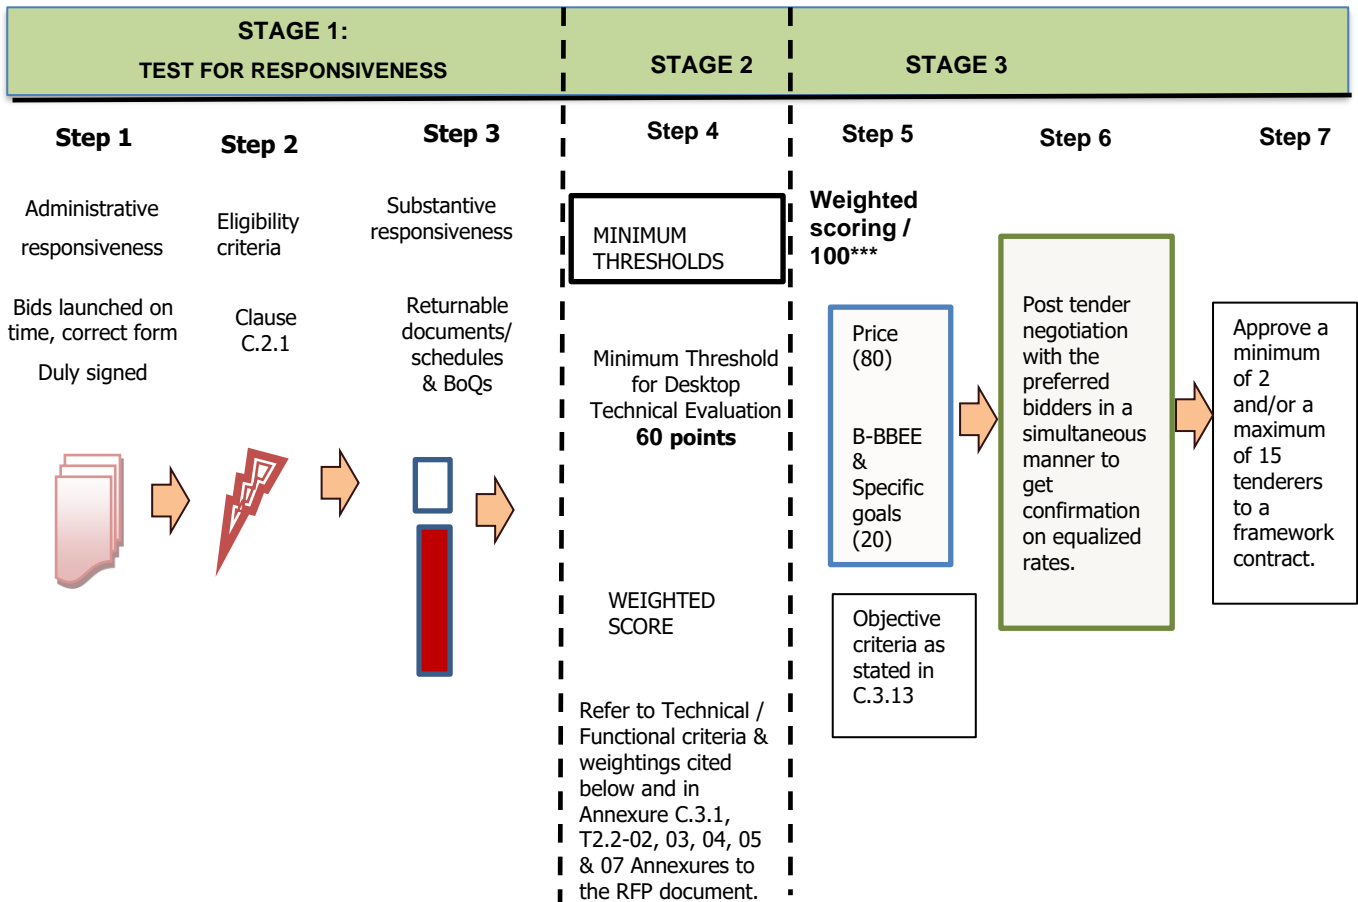 STAGE 1:
TEST FOR RESPONSIVENESS
STAGE 2
STAGE 3
Step 1
Administrative
responsiveness
Bids launched on
time, correct form
Duly signed
Step 2
Eligibility
criteria
Clause
C.2.1
Step 3
Substantive
responsiveness
Returnable
documents/
schedules
& BoQs
Step 4
MINIMUM
THRESHOLDS
Minimum Threshold
for Desktop
Technical Evaluation
60 points
WEIGHTED
SCORE
Refer to Technical /
Functional criteria &
weightings cited
below and in
Annexure C.3.1,
T2.2-02, 03, 04, 05
& 07 Annexures to
the RFP document.
Step 5
Weighted
scoring /
100***
Price
(80)
B-BBEE
&
Specific
goals
(20)
Objective
criteria as
stated in
C.3.13
Step 6
Post tender
negotiation
with the
preferred
bidders in a
simultaneous
manner to
get
confirmation
on equalized
rates.
Step 7
Approve a
minimum
of 2
and/or a
maximum
of 15
tenderers
to a
framework
contract.